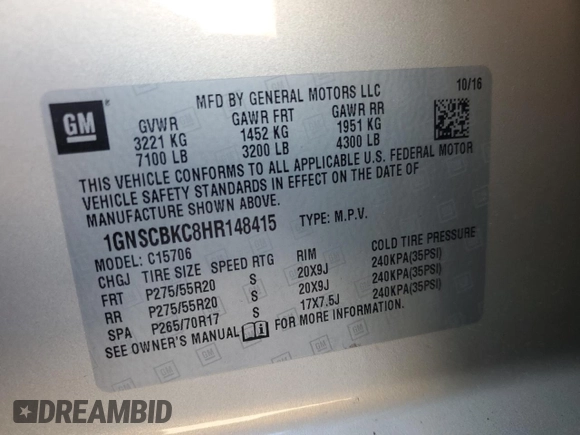 MFD BY GENERAL MOTORS LLC 10/16
GM
GVWR GAWR FRT GAWR RR
3221 KG 1452 KG 1951 KG
7100 LB 3200 LB 4300 LB
THIS VEHICLE CONFORMS TO ALL APPLICABLE U.S. FEDERAL MOTOR
VEHICLE SAFETY STANDARDS IN EFFECT ON THE DATE OF
MANUFACTURE SHOWN ABOVE.
1GNSCBKC8HR148415 TYPE: M.P.V.
MODEL: C15706
CHGJ TIRE SIZE SPEED RTG RIM COLD TIRE PRESSURE
FRT P275/55R20 S 20X9J 240KPA(35PSI)
RR P275/55R20 S 20X9J 240KPA(35PSI)
SPA P265/70R17 S 17X7.5J 240KPA(35PSI)
SEE OWNER'S MANUAL FOR MORE INFORMATION.
DREAMBID